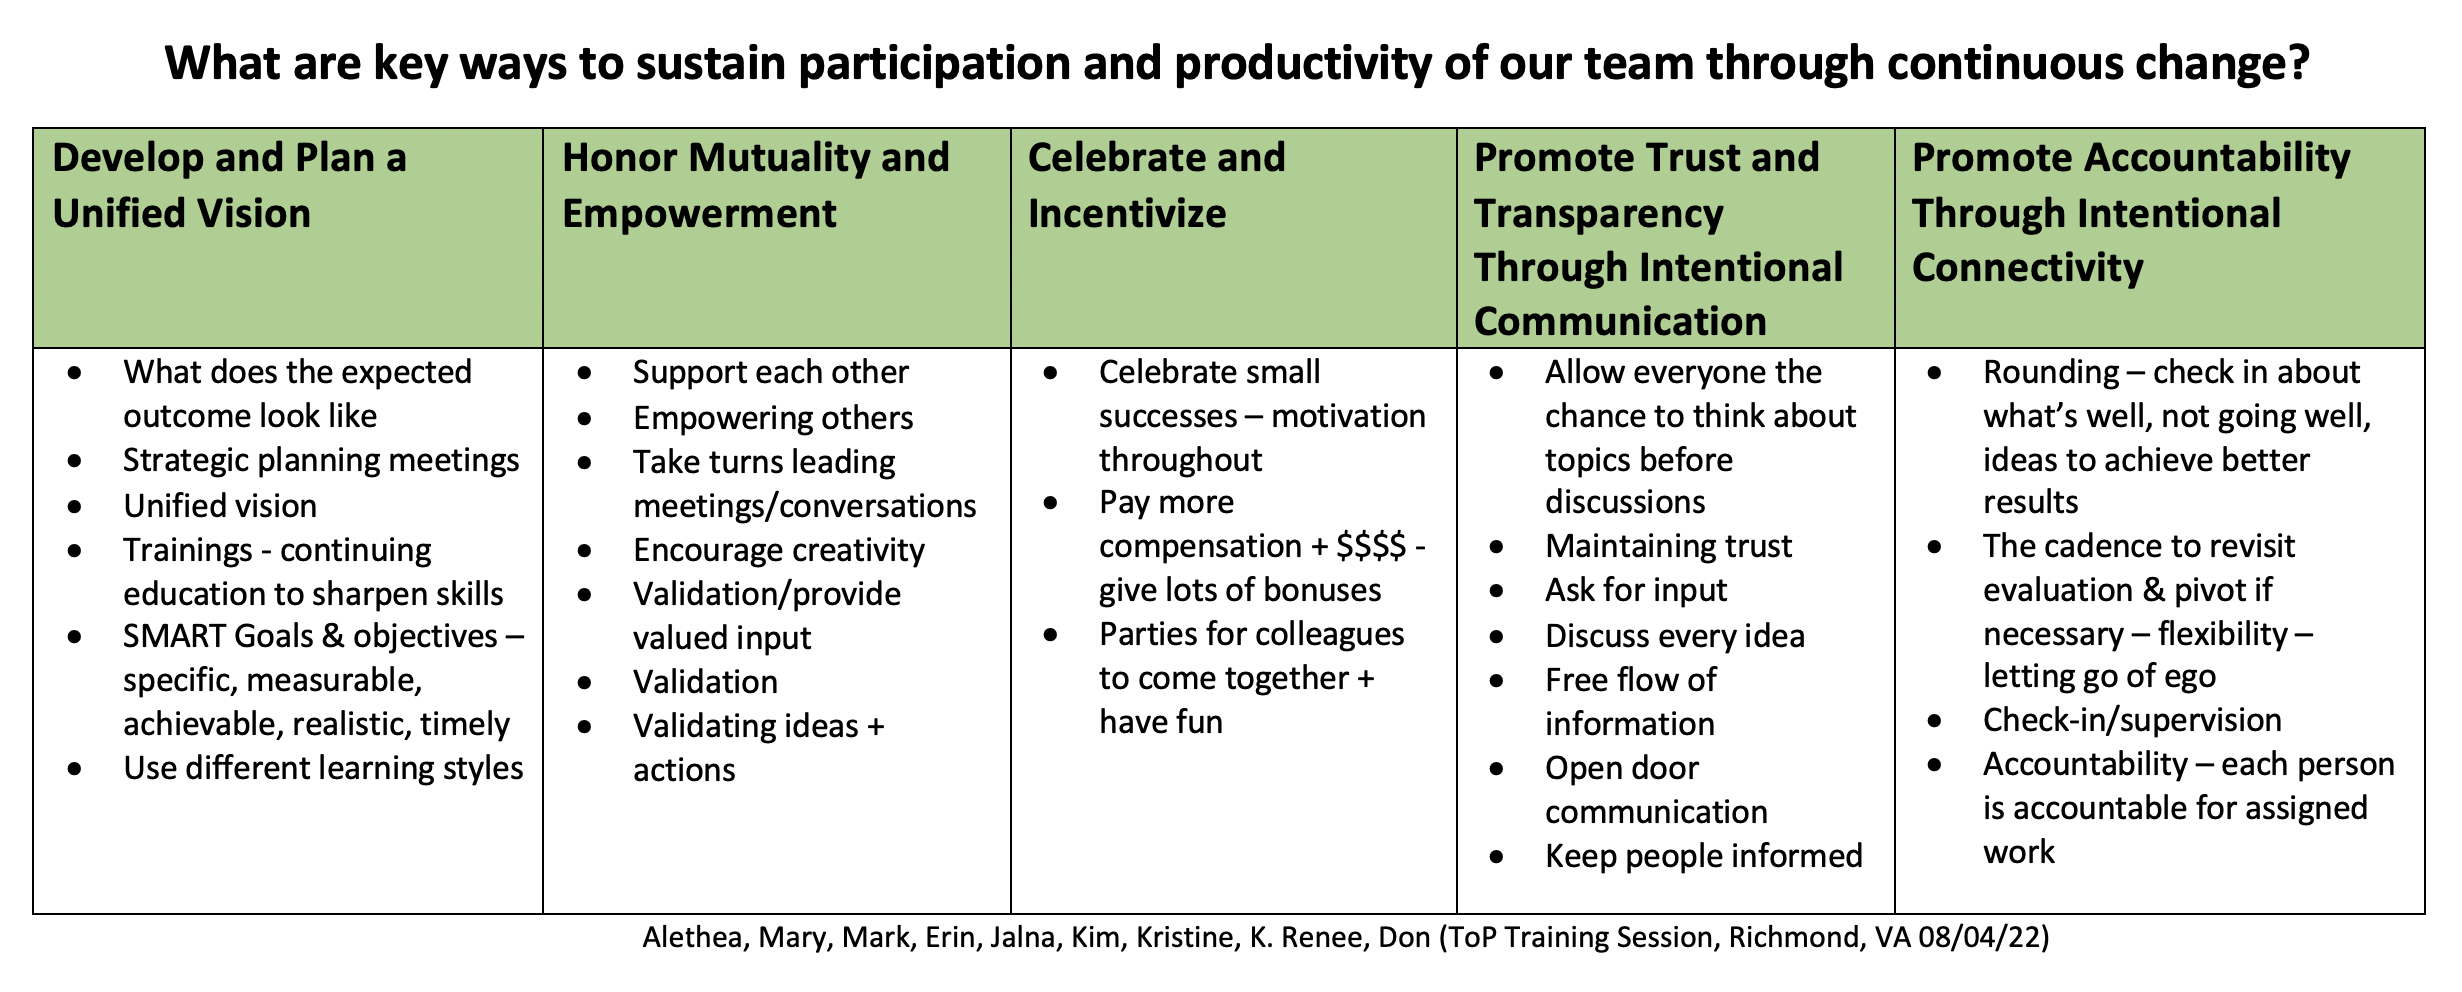 What are key ways to sustain participation and productivity of our team through continuous change?
Develop and Plan a
Unified Vision
Honor Mutuality and
Empowerment
Celebrate and
Incentivize
Promote Trust and
Transparency
Through Intentional
Communication
Promote Accountability
Through Intentional
Connectivity
• What does the expected
outcome look like
• Strategic planning meetings
• Unified vision
• Trainings - continuing
education to sharpen skills
• SMART Goals & objectives –
specific, measurable,
achievable, realistic, timely
• Use different learning styles
• Support each other
• Empowering others
• Take turns leading
meetings/conversations
• Encourage creativity
• Validation/provide
valued input
• Validation
• Validating ideas +
actions
• Celebrate small
successes – motivation
throughout
• Pay more
compensation + $$$$ -
give lots of bonuses
• Parties for colleagues
to come together +
have fun
• Allow everyone the
chance to think about
topics before
discussions
• Maintaining trust
• Ask for input
• Discuss every idea
• Free flow of
information
• Open door
communication
• Keep people informed
• Rounding – check in about
what’s well, not going well,
ideas to achieve better
results
• The cadence to revisit
evaluation & pivot if
necessary – flexibility –
letting go of ego
• Check-in/supervision
• Accountability – each person
is accountable for assigned
work
Alethea, Mary, Mark, Erin, Jalna, Kim, Kristine, K. Renee, Don (ToP Training Session, Richmond, VA 08/04/22)